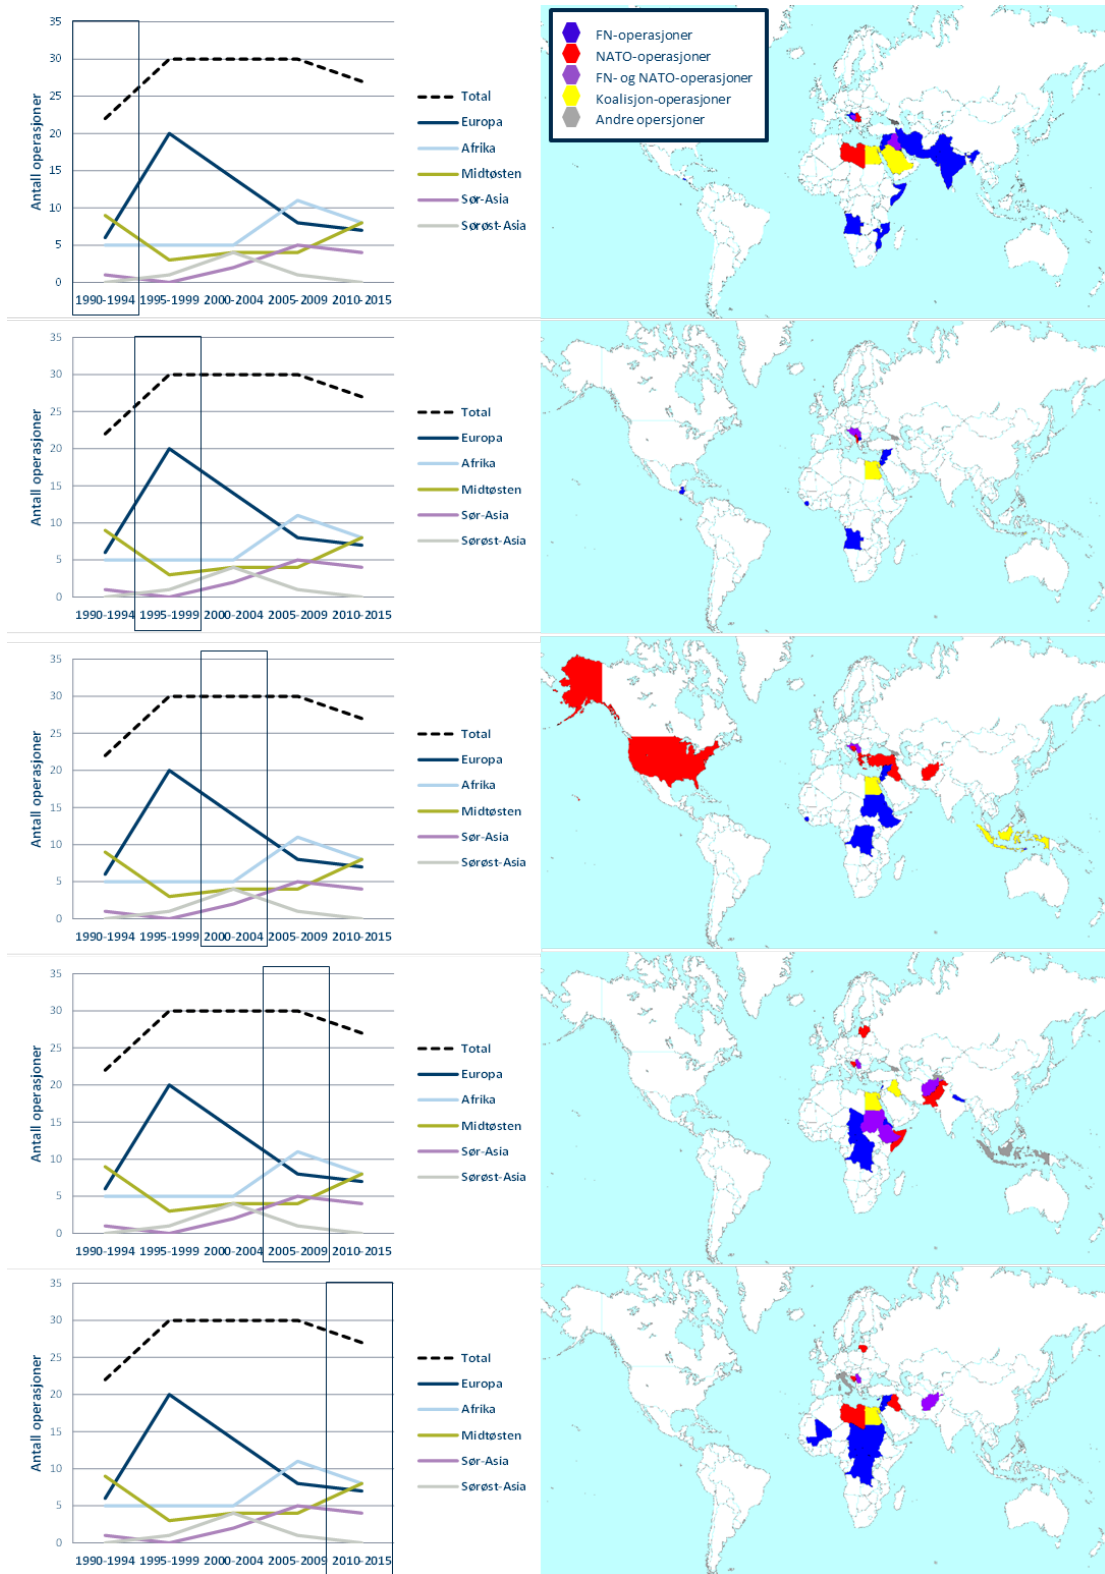 35
30
25
20
15
10
5
0
Antall operasjoner
1990-1994 1995-1999 2000-2004 2005-2009 2010-2015
Total
Europa
Afrika
Midtøsten
Sør-Asia
Sørøst-Asia
FN-operasjoner
NATO-operasjoner
FN- og NATO-operasjoner
Koalisjon-operasjoner
Andre opersjoner
35
30
25
20
15
10
5
0
Antall operasjoner
1990-1994 1995-1999 2000-2004 2005-2009 2010-2015
Total
Europa
Afrika
Midtøsten
Sør-Asia
Sørøst-Asia
35
30
25
20
15
10
5
0
Antall operasjoner
1990-1994 1995-1999 2000-2004 2005-2009 2010-2015
Total
Europa
Afrika
Midtøsten
Sør-Asia
Sørøst-Asia
35
30
25
20
15
10
5
0
Antall operasjoner
1990-1994 1995-1999 2000-2004 2005-2009 2010-2015
Total
Europa
Afrika
Midtøsten
Sør-Asia
Sørøst-Asia
35
30
25
20
15
10
5
0
Antall operasjoner
1990-1994 1995-1999 2000-2004 2005-2009 2010-2015
Total
Europa
Afrika
Midtøsten
Sør-Asia
Sørøst-Asia